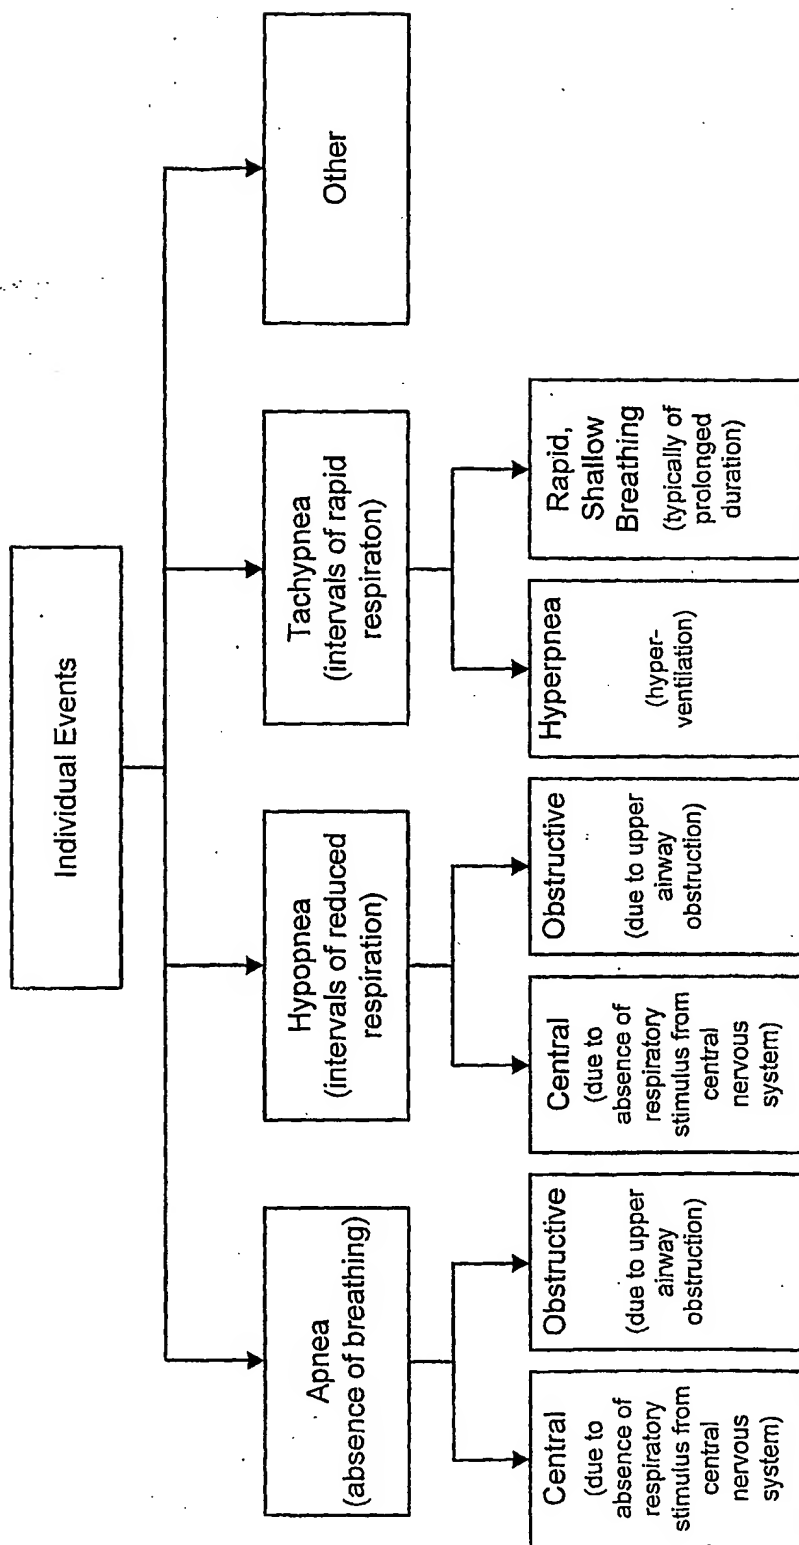 Individual Events
Apnea
(absence of breathing)
Hypopnea
(intervals of reduced
respiration)
Tachypnea
(intervals of rapid
respiraton)
Other
Central
(due to
absence of
respiratory
stimulus from
central
nervous
system)
Obstructive
(due to upper
airway
obstruction)
Central
(due to
absence of
respiratory
stimulus from
central
nervous
system)
Obstructive
(due to upper
airway
obstruction)
Hyperpnea
(hyper-
ventilation)
Rapid,
Shallow
Breathing
(typically of
prolonged
duration)